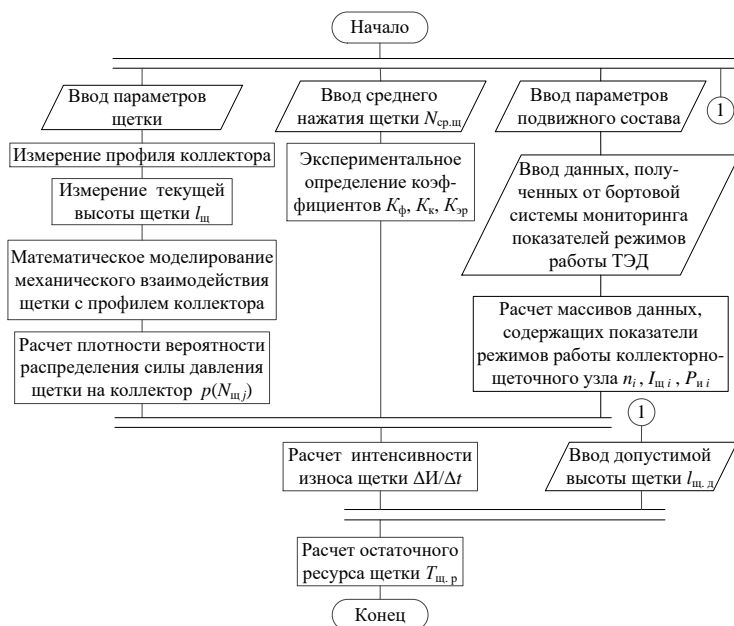 Начало
Ввод параметров
щетки
Измерение профиля коллектора
Измерение текущей
высоты щетки lщ
Математическое моделирование
механического взаимодействия
щетки с профилем коллектора
Расчет плотности вероятности
распределения силы давления
щетки на коллектор p(Nщ j)
Ввод среднего
нажатия щетки Nср.щ
Экспериментальное
определение коэф-
фициентов Kф, Kк, Kэр
Ввод параметров
подвижного состава
Ввод данных, полу-
ченных от бортовой
системы мониторинга
показателей режимов
работы ТЭД
Расчет массивов данных,
содержащих показатели
режимов работы коллекторно-
щеточного узла ni, Iщ i, Pи i
1
1
Расчет интенсивности
износа щетки ΔИ/Δt
Ввод допустимой
высоты щетки lщ. д
Расчет остаточного
ресурса щетки Tщ. р
Конец